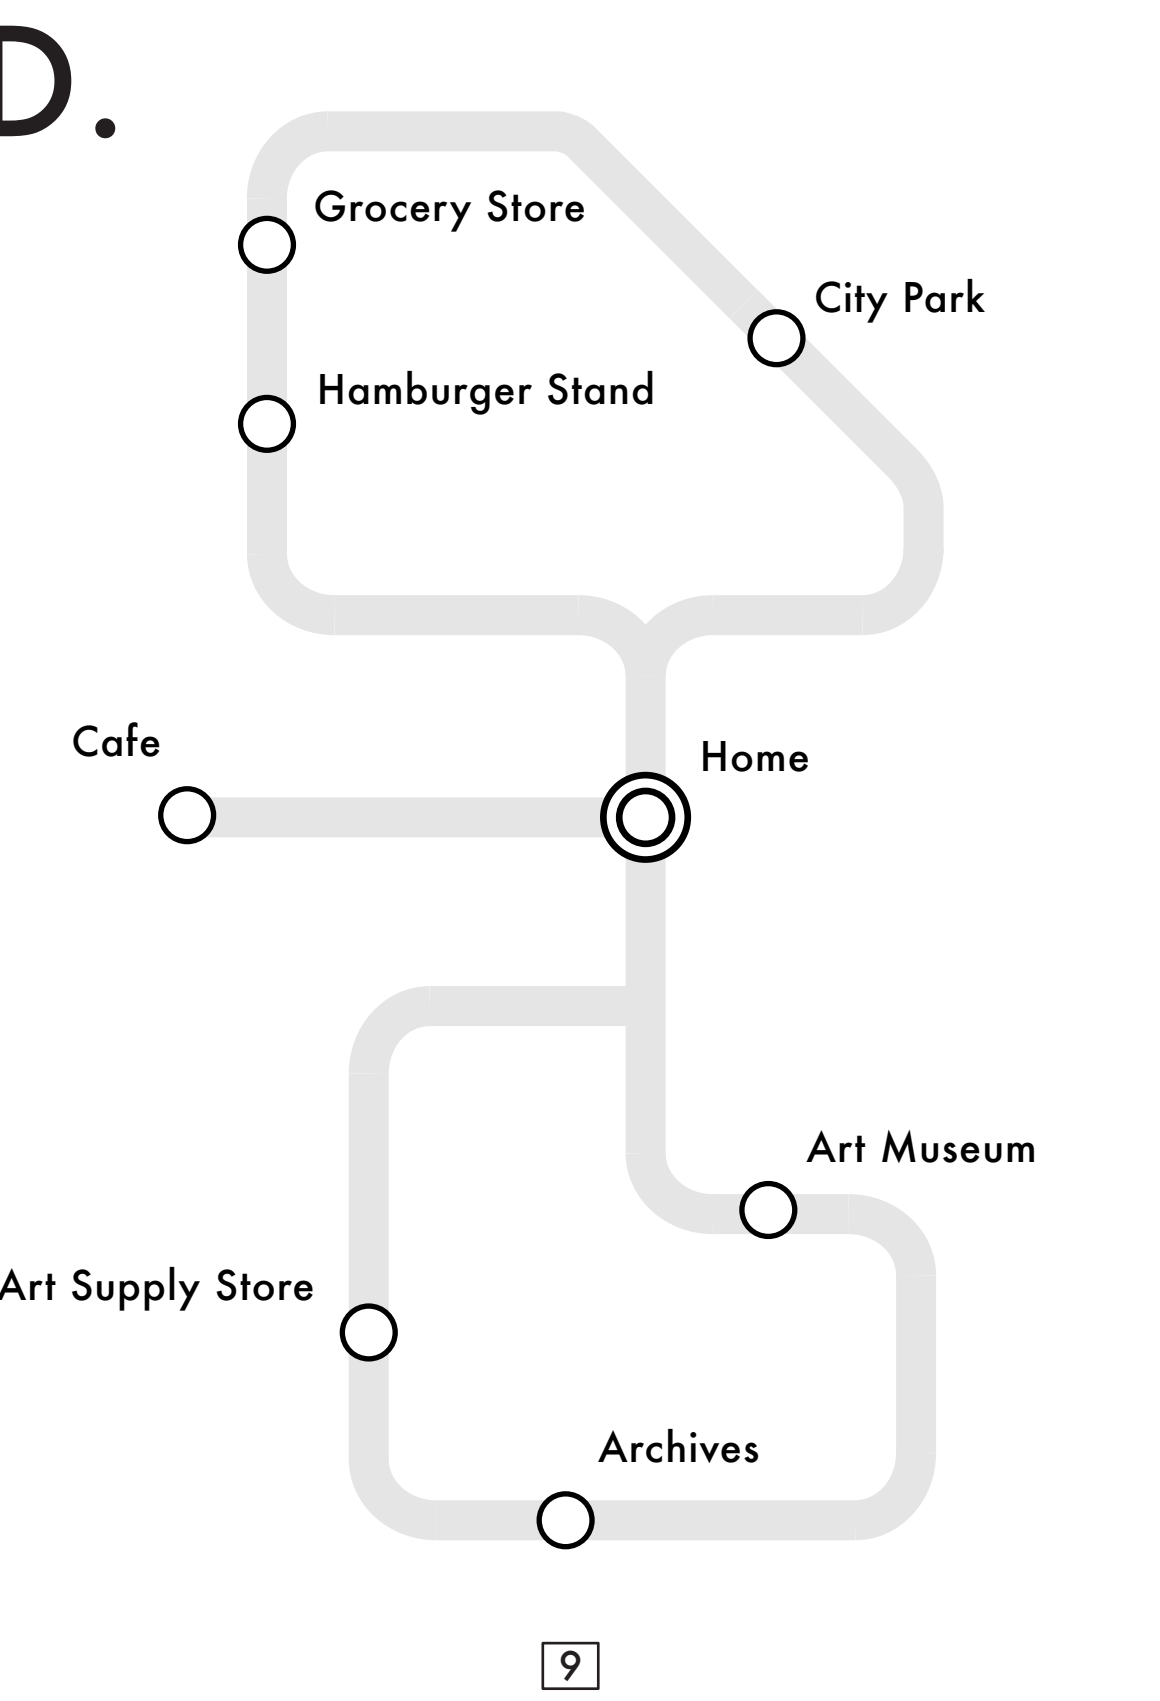 D.
Grocery Store
City Park
Hamburger Stand
Cafe
Home
Art Museum
Art Supply Store
Archives
9